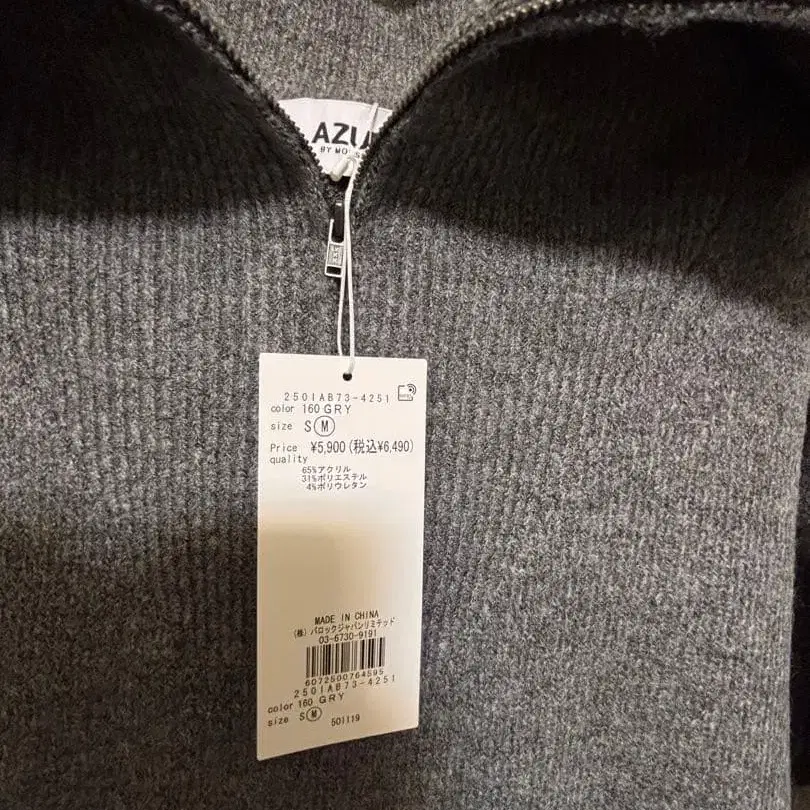 AZU
BY MO
250IAB73-4251
color 160 GRY
size S M
Price ¥5,900(税込¥6,490)
quality
65%アクリル
31%ポリエステル
4%ポリウレタン
MADE IN CHINA
(株)バロックジャパンリミテッド
03-6730-9191
6072500764595
250IAB73-4251
color 160 GRY
size S M 501119